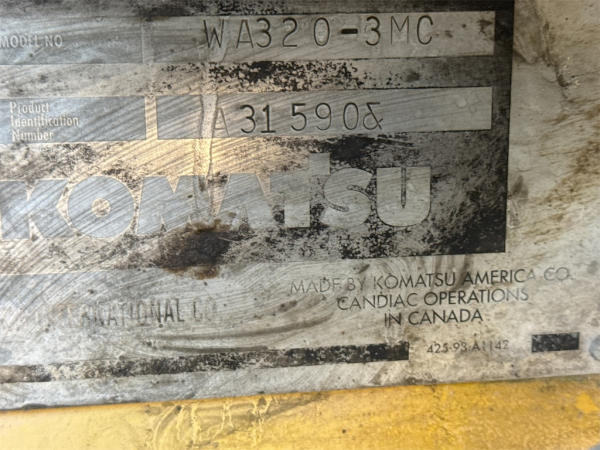 MODEL NO WA320-3MC
Product
Identification
Number
A31590&
KOMATSU
INTERNATIONAL CO.
MADE BY KOMATSU AMERICA CO.
CANDIAC OPERATIONS
IN CANADA
425-93-A1142